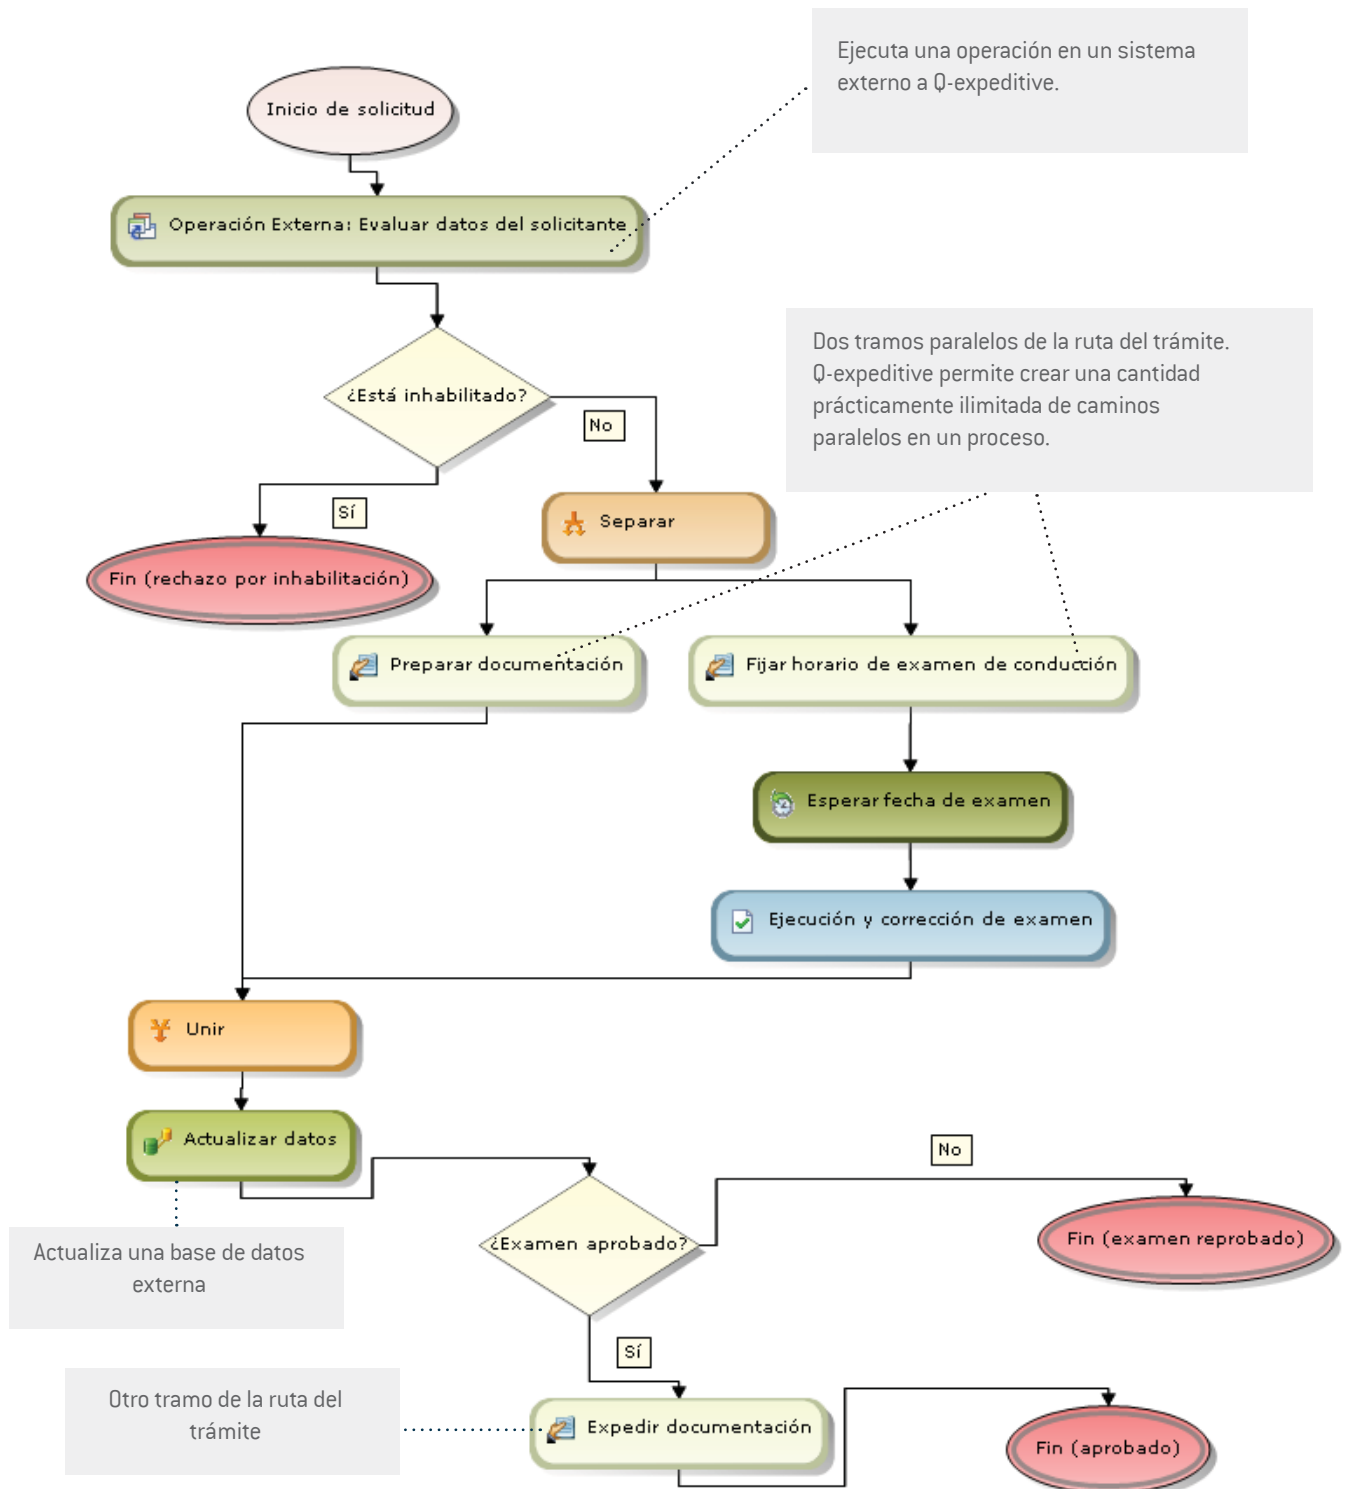 Ejecuta una operación en un sistema
externo a Q-expeditive.
Inicio de solicitud
Operación Externa: Evaluar datos del solicitante
Dos tramos paralelos de la ruta del trámite.
Q-expeditive permite crear una cantidad
prácticamente ilimitada de caminos
paralelos en un proceso.
¿Está inhabilitado?
No
Sí
Separar
Fin (rechazo por inhabilitación)
Preparar documentación
Fijar horario de examen de conducción
Esperar fecha de examen
Ejecución y corrección de examen
Unir
Actualizar datos
No
¿Examen aprobado?
Fin (examen reprobado)
Actualiza una base de datos
externa
Sí
Otro tramo de la ruta del
trámite
Expedir documentación
Fin (aprobado)